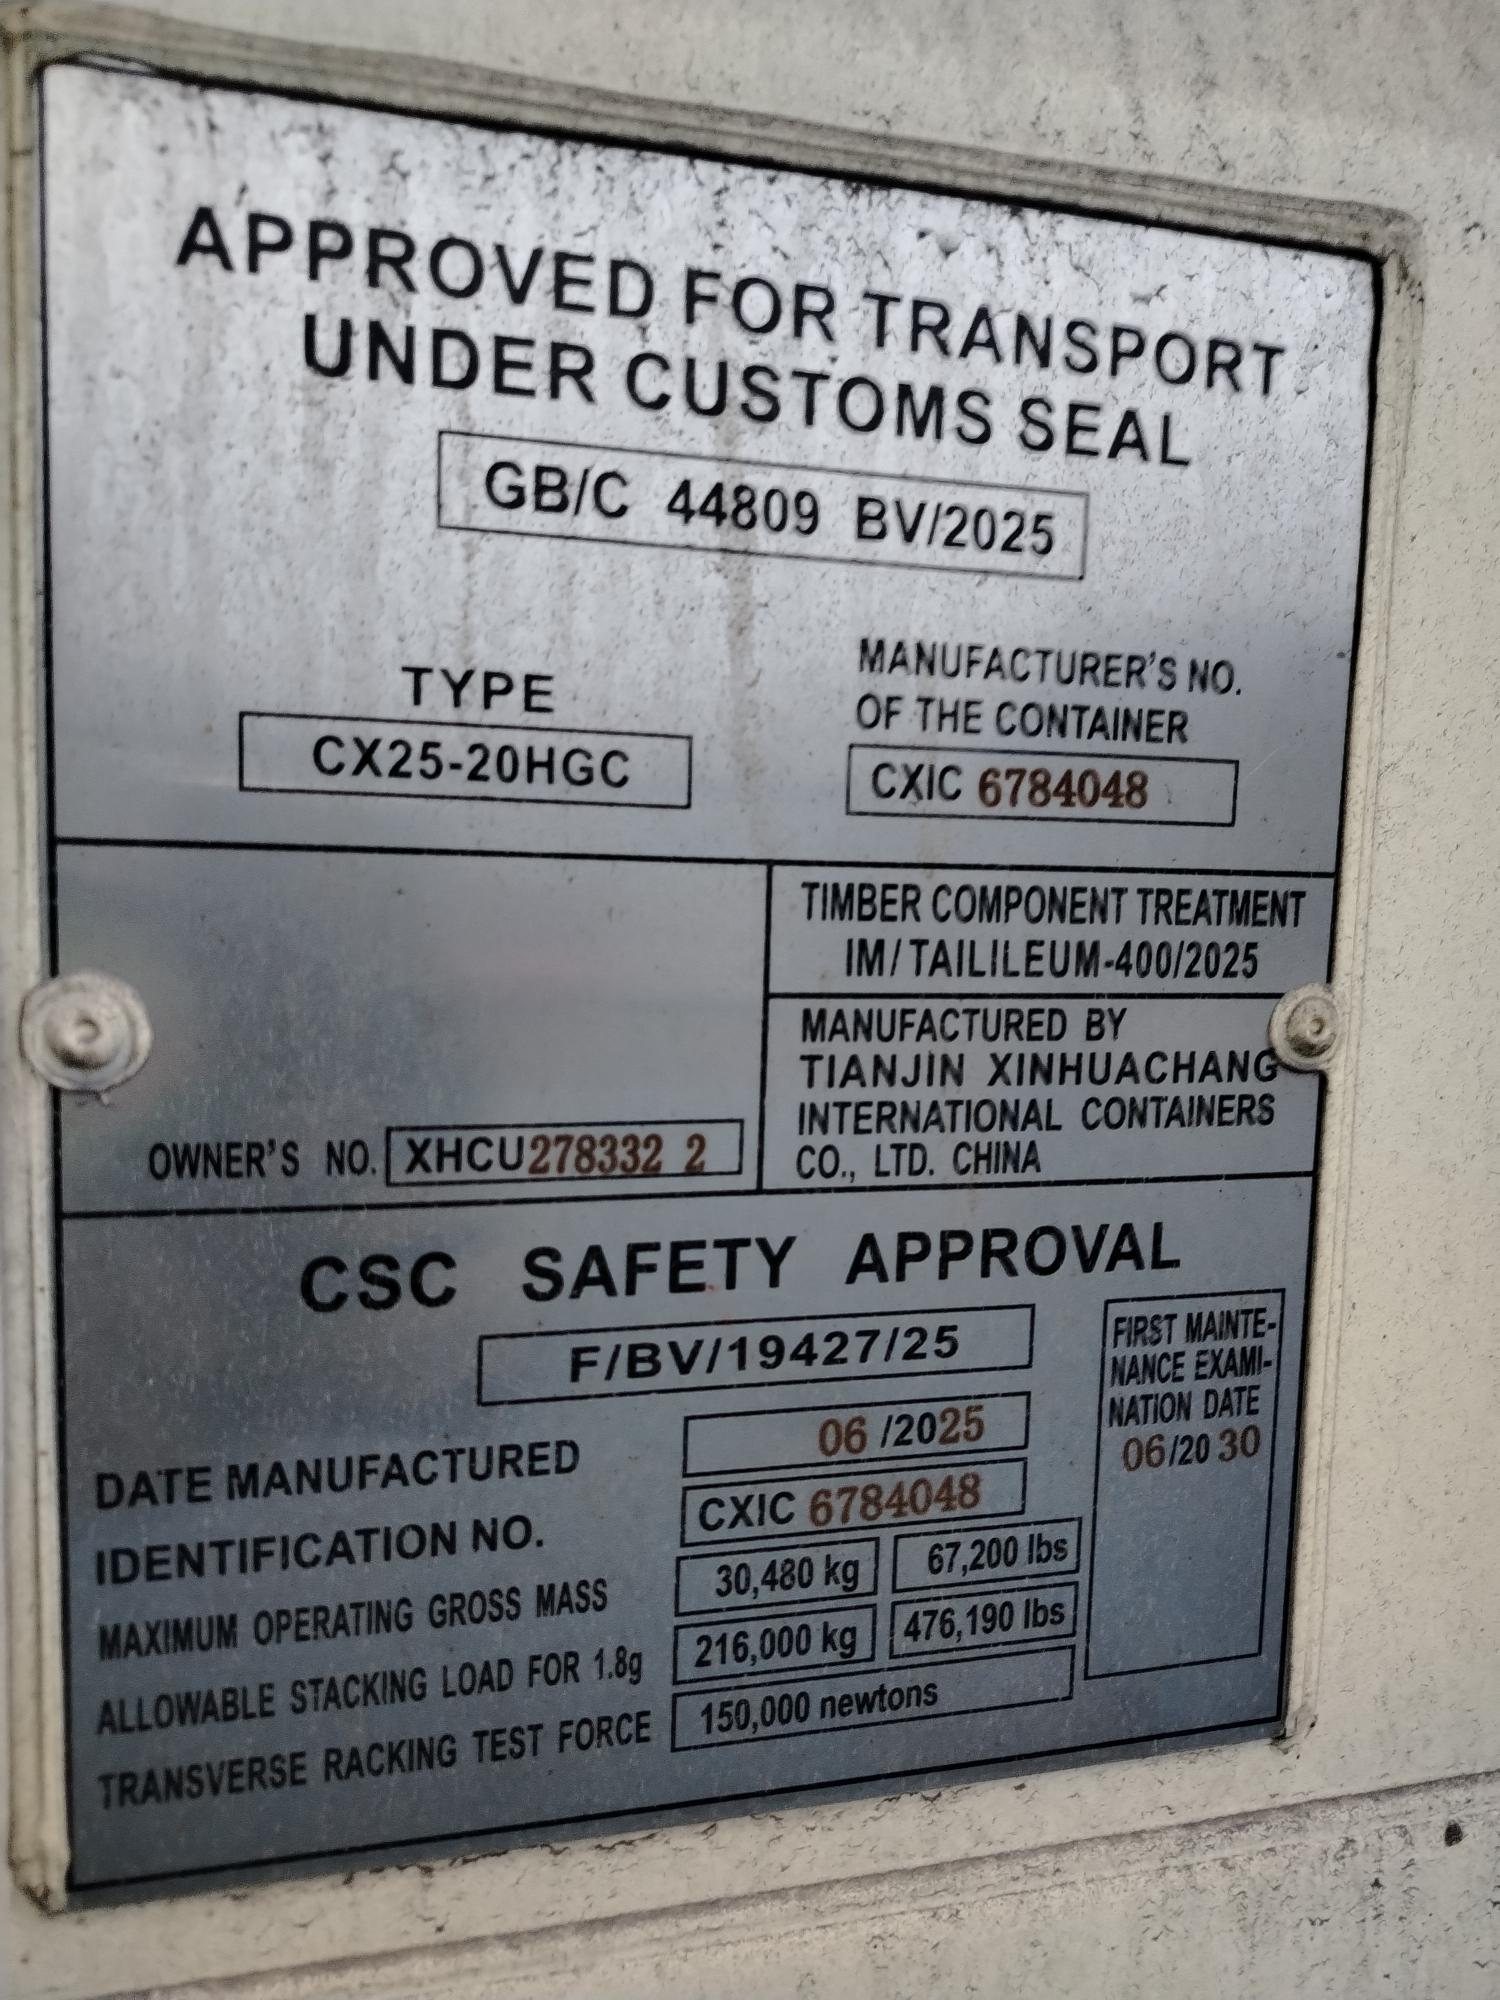 APPROVED FOR TRANSPORT
UNDER CUSTOMS SEAL
GB/C 44809 BV/2025
TYPE
CX25-20HGC
MANUFACTURER'S NO.
OF THE CONTAINER
CXIC 6784048
TIMBER COMPONENT TREATMENT
IM/TAILILEUM-400/2025
MANUFACTURED BY
TIANJIN XINHUACHANG
INTERNATIONAL CONTAINERS
CO., LTD. CHINA
OWNER'S NO. XHCU278332 2
CSC SAFETY APPROVAL
F/BV/19427/25
DATE MANUFACTURED 06 /2025
IDENTIFICATION NO. CXIC 6784048
MAXIMUM OPERATING GROSS MASS 30,480 kg 67,200 lbs
ALLOWABLE STACKING LOAD FOR 1.8g 216,000 kg 476,190 lbs
TRANSVERSE RACKING TEST FORCE 150,000 newtons
FIRST MAINTE-
NANCE EXAMI-
NATION DATE
06/20 30